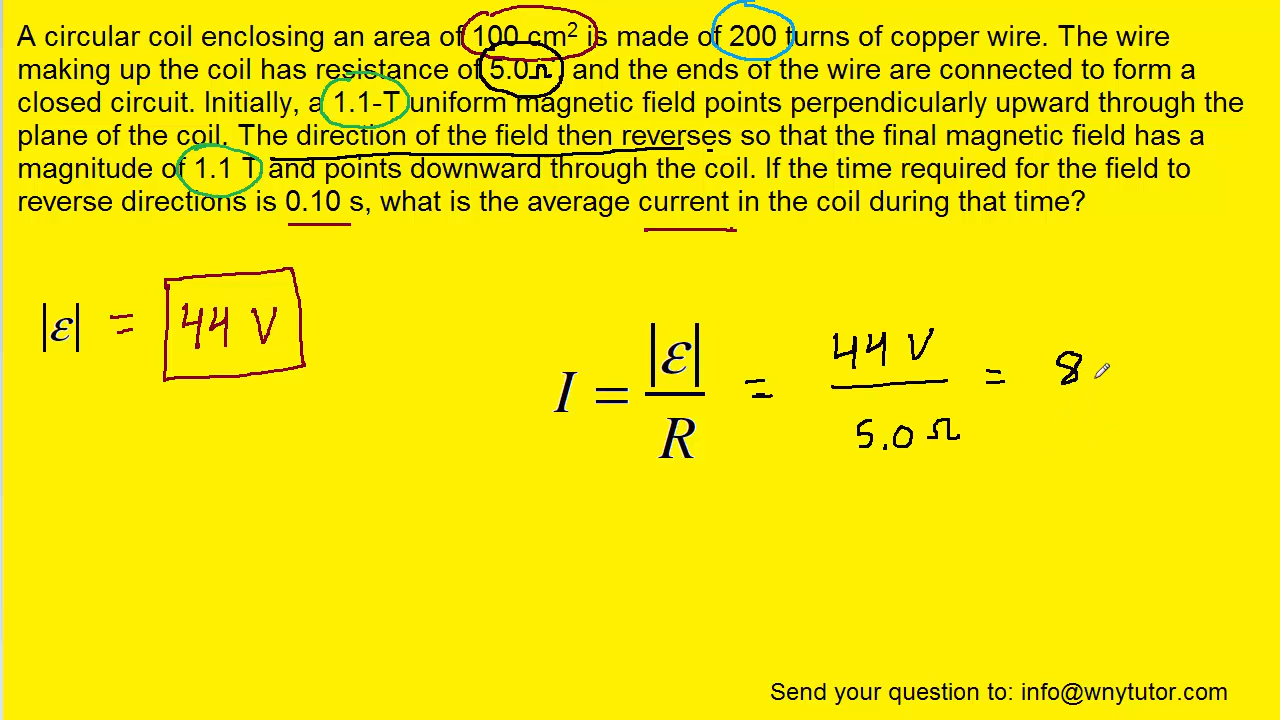 A circular coil enclosing an area of 100 cm² is made of 200 turns of copper wire. The wire
making up the coil has resistance of 5.0Ω and the ends of the wire are connected to form a
closed circuit. Initially, a 1.1-T uniform magnetic field points perpendicularly upward through the
plane of the coil. The direction of the field then reverses so that the final magnetic field has a
magnitude of 1.1 T and points downward through the coil. If the time required for the field to
reverse directions is 0.10 s, what is the average current in the coil during that time?
|ε| = 44 V
I = |ε| / R = 44 V / 5.0 Ω = 8.
Send your question to: info@wnytutor.com